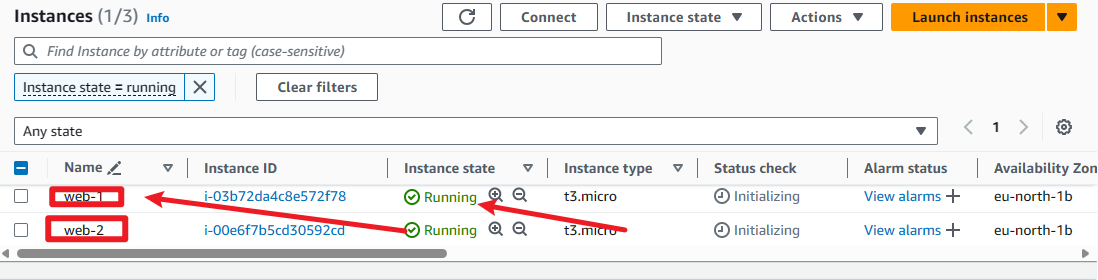 Instances (1/3) Info
Connect Instance state Actions Launch instances
Find Instance by attribute or tag (case-sensitive)
Instance state = running Clear filters
Any state 1
Name Instance ID Instance state Instance type Status check Alarm status Availability Zon
web-1 i-03b72da4c8e572f78 Running t3.micro Initializing View alarms eu-north-1b
web-2 i-00e6f7b5cd30592cd Running t3.micro Initializing View alarms eu-north-1b